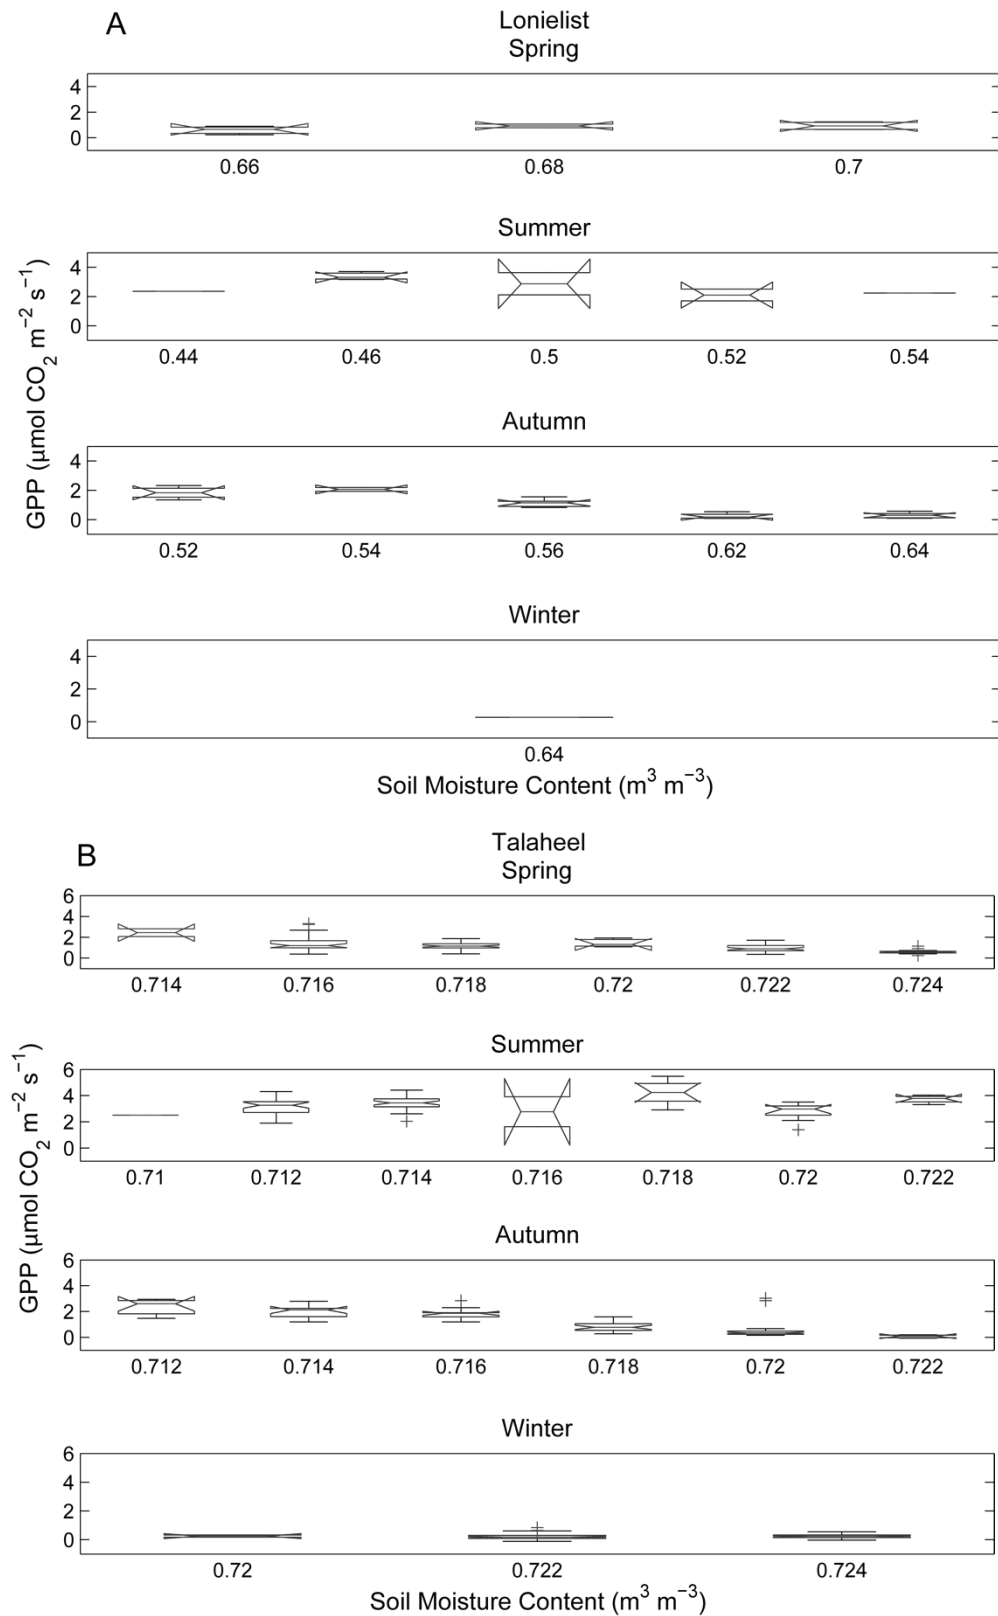 A
Lonielist
Spring
4
2
0
0.66 0.68 0.7
Summer
4
2
0
0.44 0.46 0.5 0.52 0.54
Autumn
4
2
0
0.52 0.54 0.56 0.62 0.64
Winter
4
2
0
0.64
GPP (µmol CO₂ m⁻² s⁻¹)
Soil Moisture Content (m³ m⁻³)
B
Talaheel
Spring
6
4
2
0
0.714 0.716 0.718 0.72 0.722 0.724
Summer
6
4
2
0
0.71 0.712 0.714 0.716 0.718 0.72 0.722
Autumn
6
4
2
0
0.712 0.714 0.716 0.718 0.72 0.722
Winter
6
4
2
0
0.72 0.722 0.724
GPP (µmol CO₂ m⁻² s⁻¹)
Soil Moisture Content (m³ m⁻³)